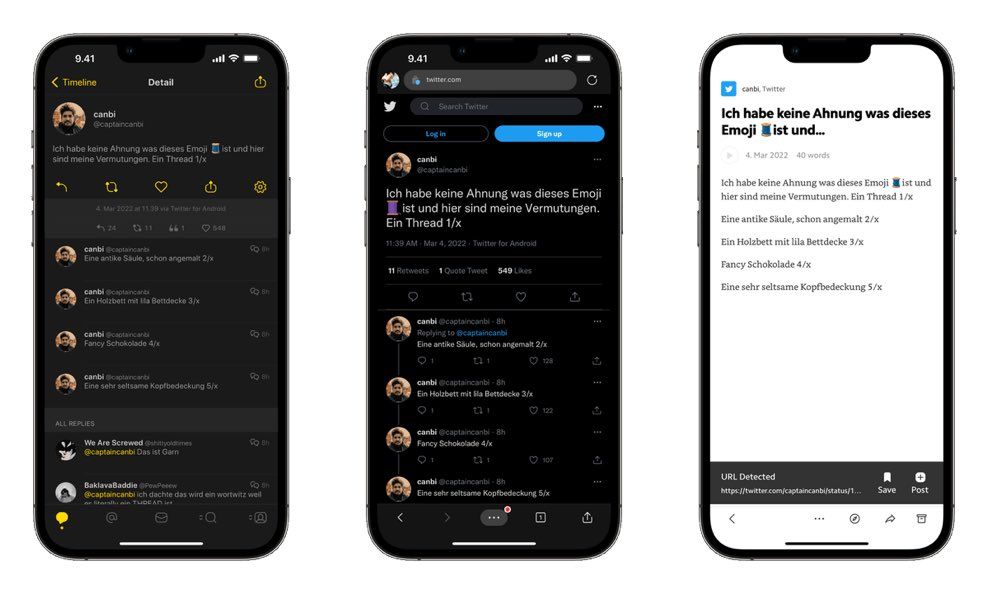 9.41
Timeline
Detail
canbi
@captaincanbi
Ich habe keine Ahnung was dieses Emoji 🧵 ist und hier
sind meine Vermutungen. Ein Thread 1/x
4. Mar 2022 at 11.39 via Twitter for Android
24 11 1 548
canbi @captaincanbi 8h
Eine antike Säule, schon angemalt 2/x
canbi @captaincanbi 8h
Ein Holzbett mit lila Bettdecke 3/x
canbi @captaincanbi 8h
Fancy Schokolade 4/x
canbi @captaincanbi 8h
Eine sehr seltsame Kopfbedeckung 5/x
ALL REPLIES
We Are Screwed @shittyoldtimes 8h
@captaincanbi Das ist Garn
BaklavaBaddie @PowPeeew 8h
@captaincanbi ich dachte das wird ein wortwitz weil
er literally ein THREAD ist
9.41
twitter.com
Search Twitter
Log in
Sign up
canbi
@captaincanbi
Ich habe keine Ahnung was dieses Emoji
🧵 ist und hier sind meine Vermutungen.
Ein Thread 1/x
11:39 AM · Mar 4, 2022 · Twitter for Android
11 Retweets 1 Quote Tweet 549 Likes
canbi @captaincanbi · 8h
Replying to @captaincanbi
Eine antike Säule, schon angemalt 2/x
1 1 128
canbi @captaincanbi · 8h
Ein Holzbett mit lila Bettdecke 3/x
1 1 122
canbi @captaincanbi · 8h
Fancy Schokolade 4/x
1 1 107
canbi @captaincanbi · 8h
Eine sehr seltsame Kopfbedeckung 5/x
1
canbi, Twitter
Ich habe keine Ahnung was dieses
Emoji 🧵 ist und...
4. Mar 2022 40 words
Ich habe keine Ahnung was dieses Emoji 🧵 ist und
hier sind meine Vermutungen. Ein Thread 1/x
Eine antike Säule, schon angemalt 2/x
Ein Holzbett mit lila Bettdecke 3/x
Fancy Schokolade 4/x
Eine sehr seltsame Kopfbedeckung 5/x
URL Detected
https://twitter.com/captaincanbi/status/1...
Save
Post